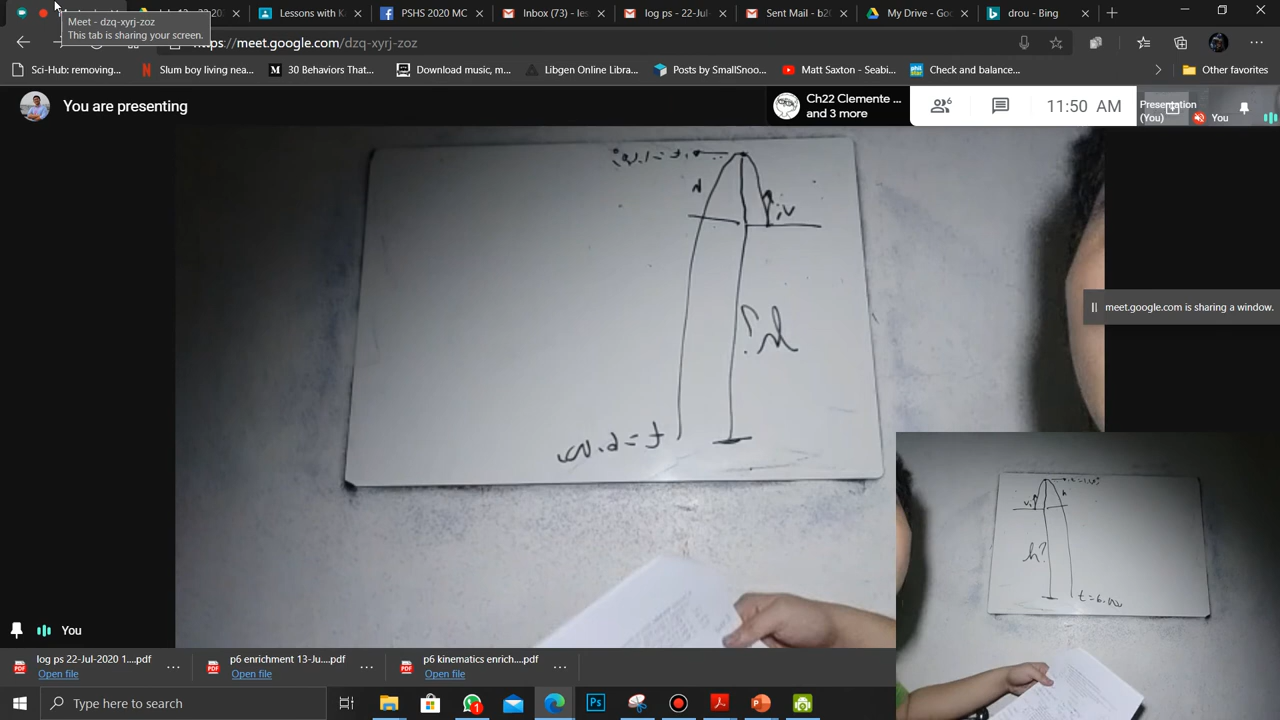 Meet - dzq-xyrj-zoz
This tab is sharing your screen.
Lessons with K
PSHS 2020 MC
Inbox (73) - les
log ps - 22-Jul
Sent Mail - b2
My Drive - Goo
drou - Bing
https://meet.google.com/dzq-xyrj-zoz
Sci-Hub: removing...
Slum boy living nea...
30 Behaviors That...
Download music, m...
Libgen Online Libra...
Posts by SmallSnoo...
Matt Saxton - Seabi...
Check and balance...
Other favorites
You are presenting
Ch22 Clemente ...
and 3 more
6
11:50 AM
Presentation
(You)
You
vi
h?
meet.google.com is sharing a window.
You
log ps 22-Jul-2020 1....pdf
Open file
p6 enrichment 13-Ju....pdf
Open file
p6 kinematics enrich....pdf
Open file
Type here to search